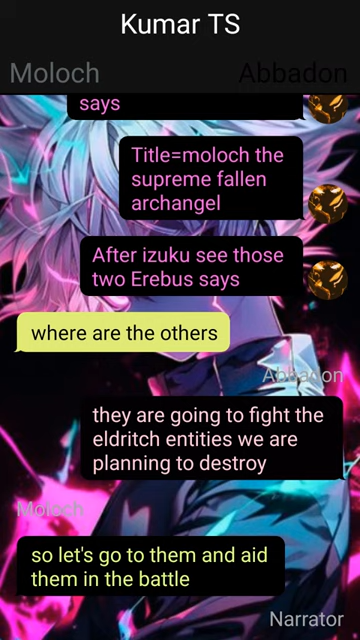 Kumar TS
Moloch
Abbadon
says
Title=moloch the
supreme fallen
archangel
After izuku see those
two Erebus says
where are the others
Abbadon
they are going to fight the
eldritch entities we are
planning to destroy
Moloch
so let's go to them and aid
them in the battle
Narrator